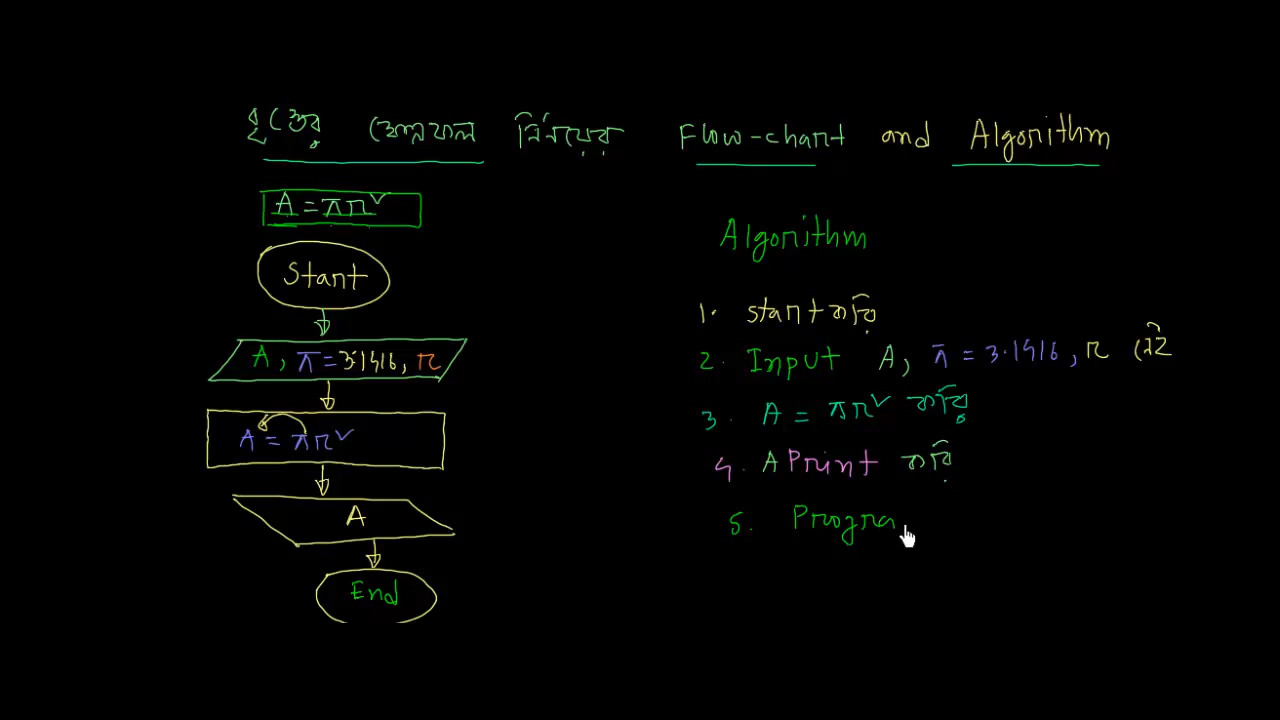 বৃত্তের ক্ষেত্রফল নির্ণয়ের Flow-chart and Algorithm
A = πr²
Start
A, π = 3.1416, r
A = πr²
A
End
Algorithm
1. start করি
2. Input A, π = 3.1416, r নেই
3. A = πr² করি
4. A Print করি
5. Progra